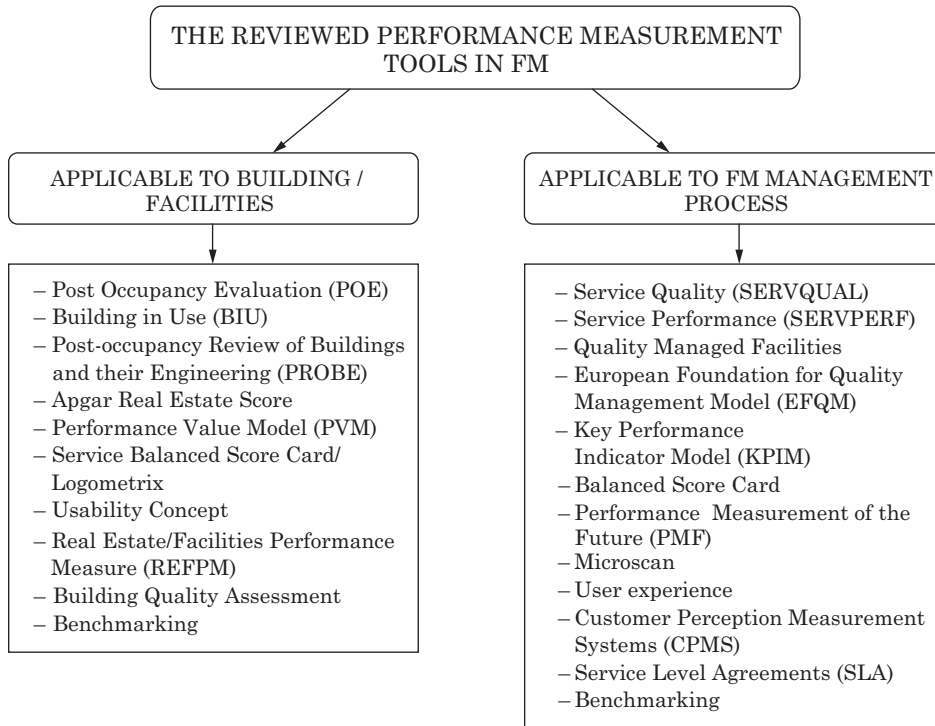 THE REVIEWED PERFORMANCE MEASUREMENT
TOOLS IN FM
APPLICABLE TO BUILDING /
FACILITIES
– Post Occupancy Evaluation (POE)
– Building in Use (BIU)
– Post-occupancy Review of Buildings
and their Engineering (PROBE)
– Apgar Real Estate Score
– Performance Value Model (PVM)
– Service Balanced Score Card/
Logometrix
– Usability Concept
– Real Estate/Facilities Performance
Measure (REFPM)
– Building Quality Assessment
– Benchmarking
APPLICABLE TO FM MANAGEMENT
PROCESS
– Service Quality (SERVQUAL)
– Service Performance (SERVPERF)
– Quality Managed Facilities
– European Foundation for Quality
Management Model (EFQM)
– Key Performance
Indicator Model (KPIM)
– Balanced Score Card
– Performance Measurement of the
Future (PMF)
– Microscan
– User experience
– Customer Perception Measurement
Systems (CPMS)
– Service Level Agreements (SLA)
– Benchmarking